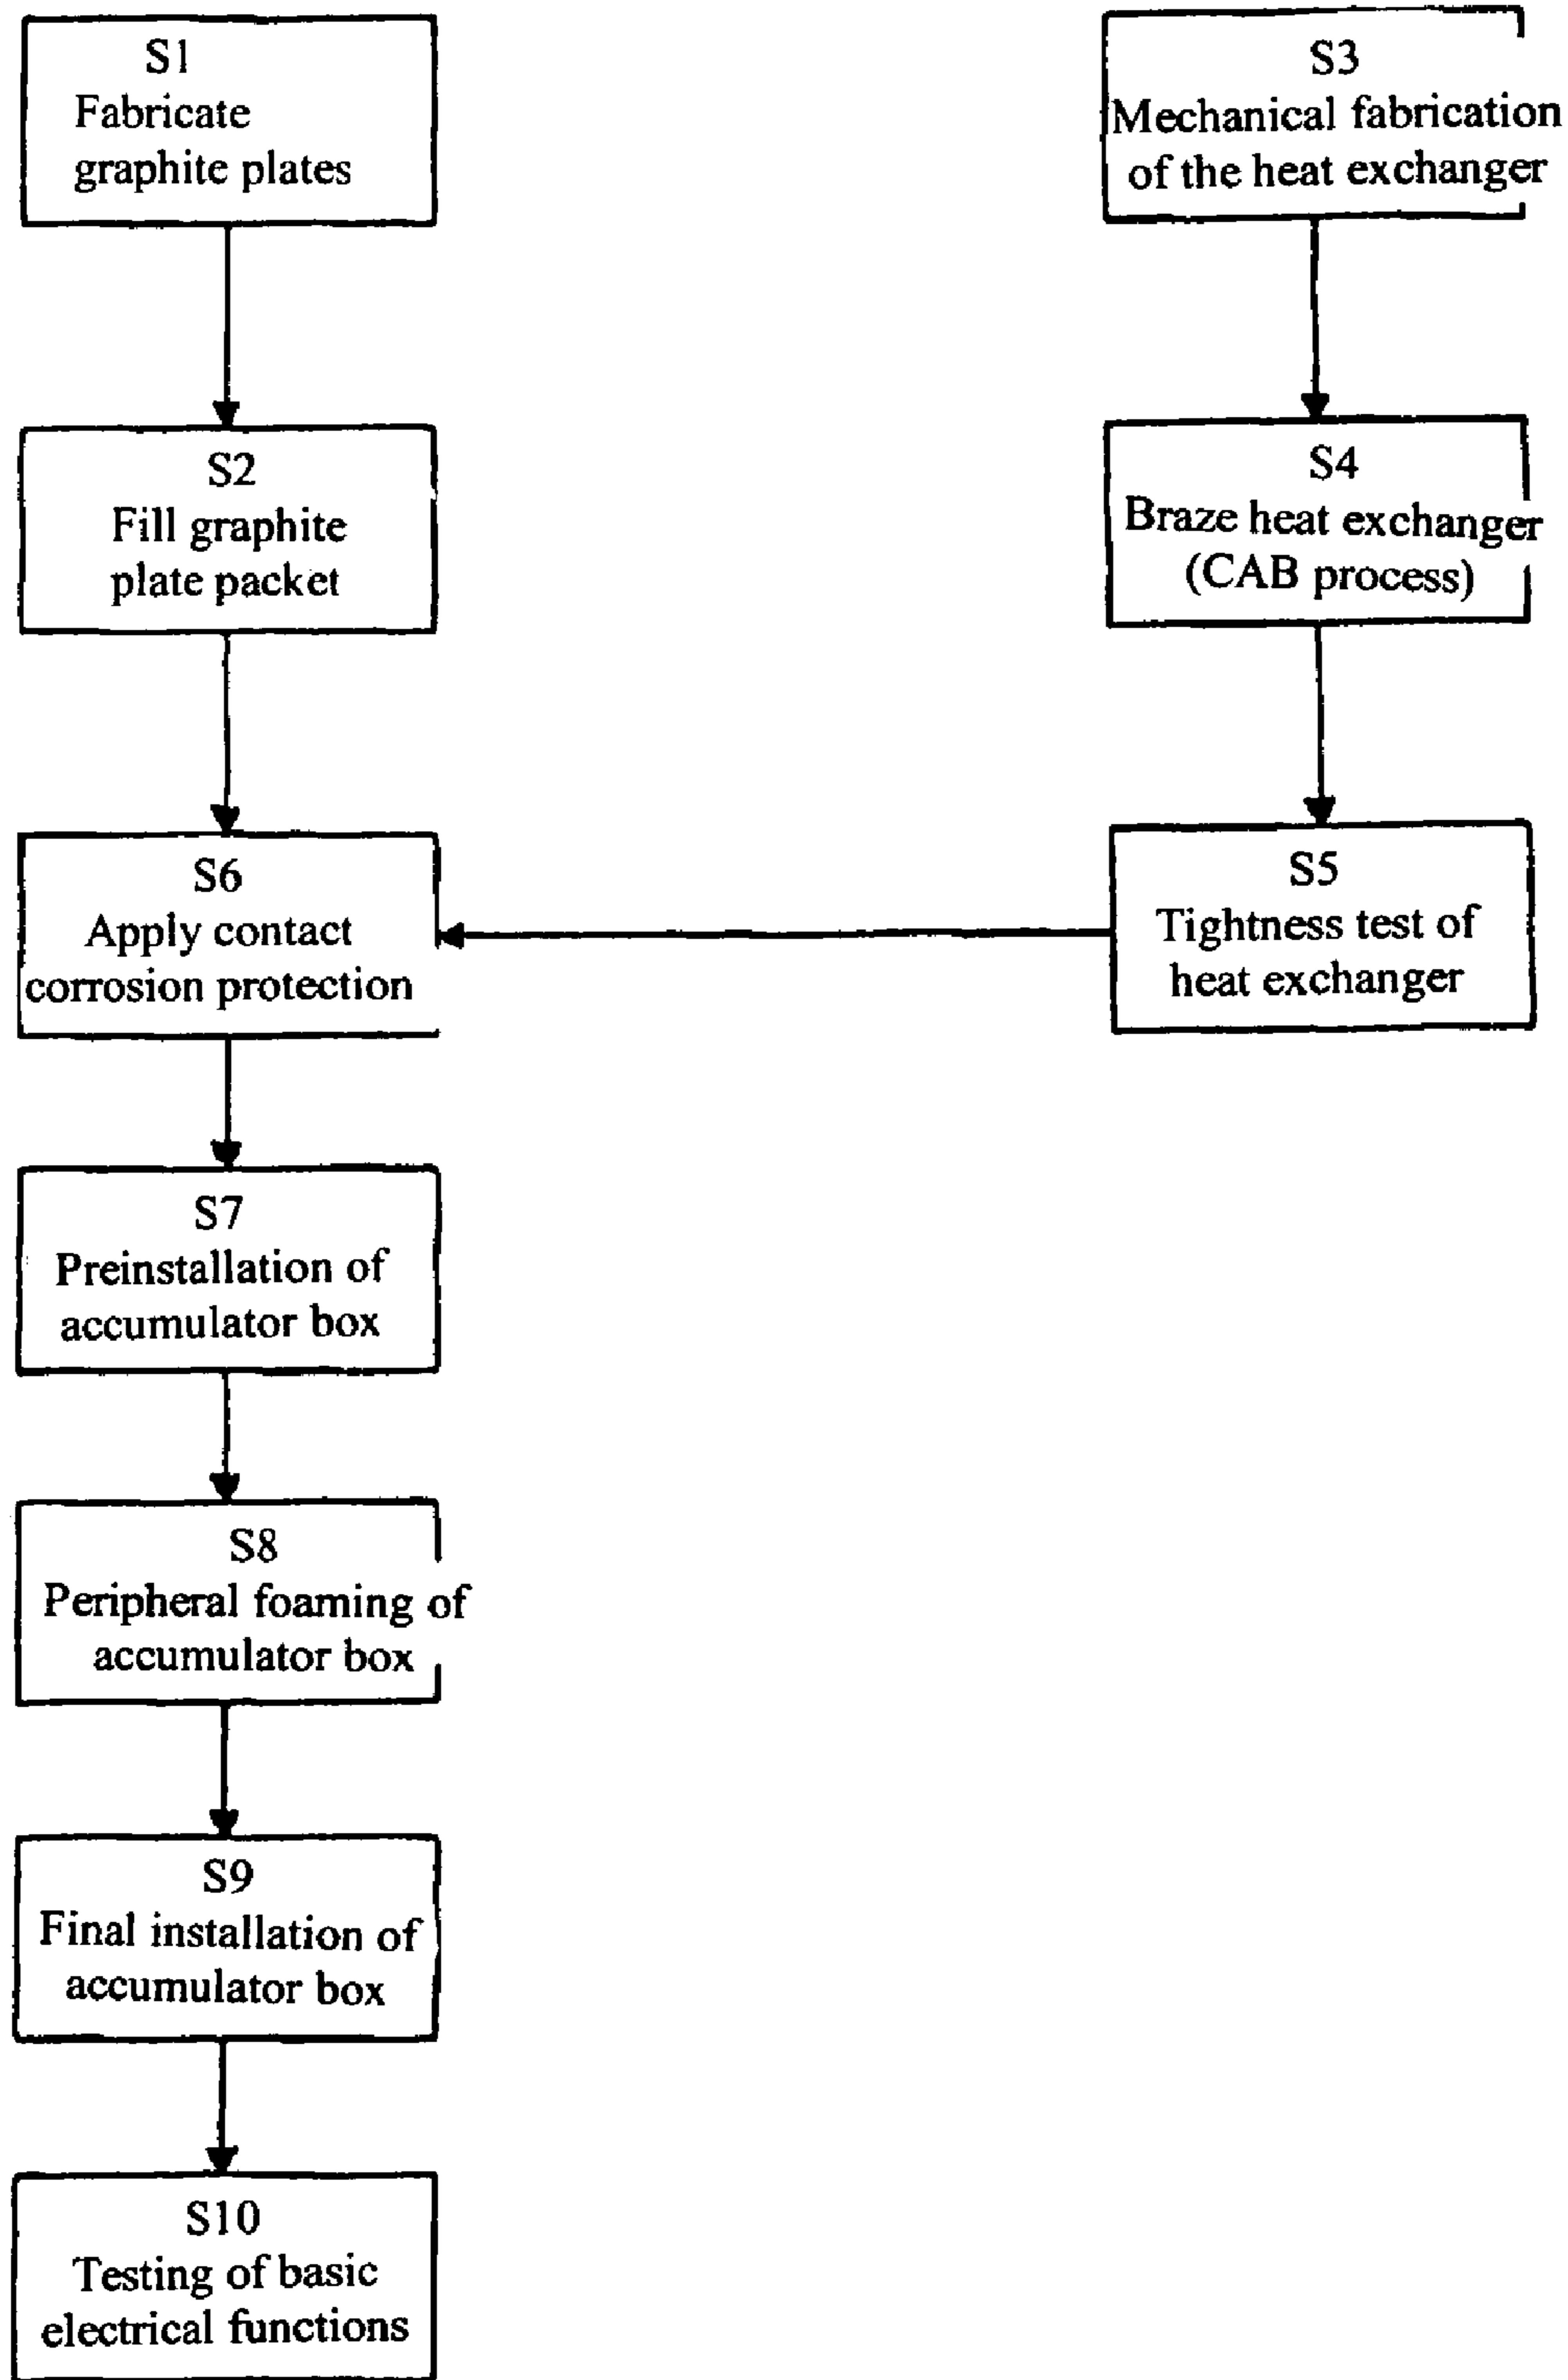 S1
Fabricate
graphite plates
S2
Fill graphite
plate packet
S3
Mechanical fabrication
of the heat exchanger
S4
Braze heat exchanger
(CAB process)
S5
Tightness test of
heat exchanger
S6
Apply contact
corrosion protection
S7
Preinstallation of
accumulator box
S8
Peripheral foaming of
accumulator box
S9
Final installation of
accumulator box
S10
Testing of basic
electrical functions